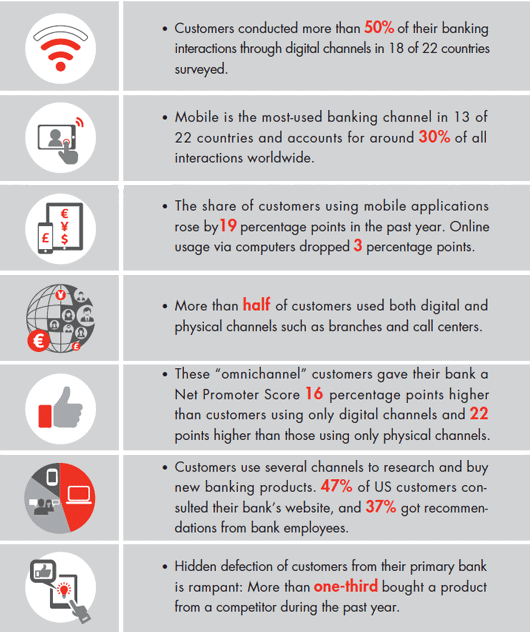 • Customers conducted more than 50% of their banking
interactions through digital channels in 18 of 22 countries
surveyed.
• Mobile is the most-used banking channel in 13 of
22 countries and accounts for around 30% of all
interactions worldwide.
• The share of customers using mobile applications
rose by 19 percentage points in the past year. Online
usage via computers dropped 3 percentage points.
£ € ¥ $
• More than half of customers used both digital and
physical channels such as branches and call centers.
¥
€
€
• These “omnichannel” customers gave their bank a
Net Promoter Score 16 percentage points higher
than customers using only digital channels and 22
points higher than those using only physical channels.
• Customers use several channels to research and buy
new banking products. 47% of US customers con-
sulted their bank’s website, and 37% got recommen-
dations from bank employees.
• Hidden defection of customers from their primary bank
is rampant: More than one-third bought a product
from a competitor during the past year.